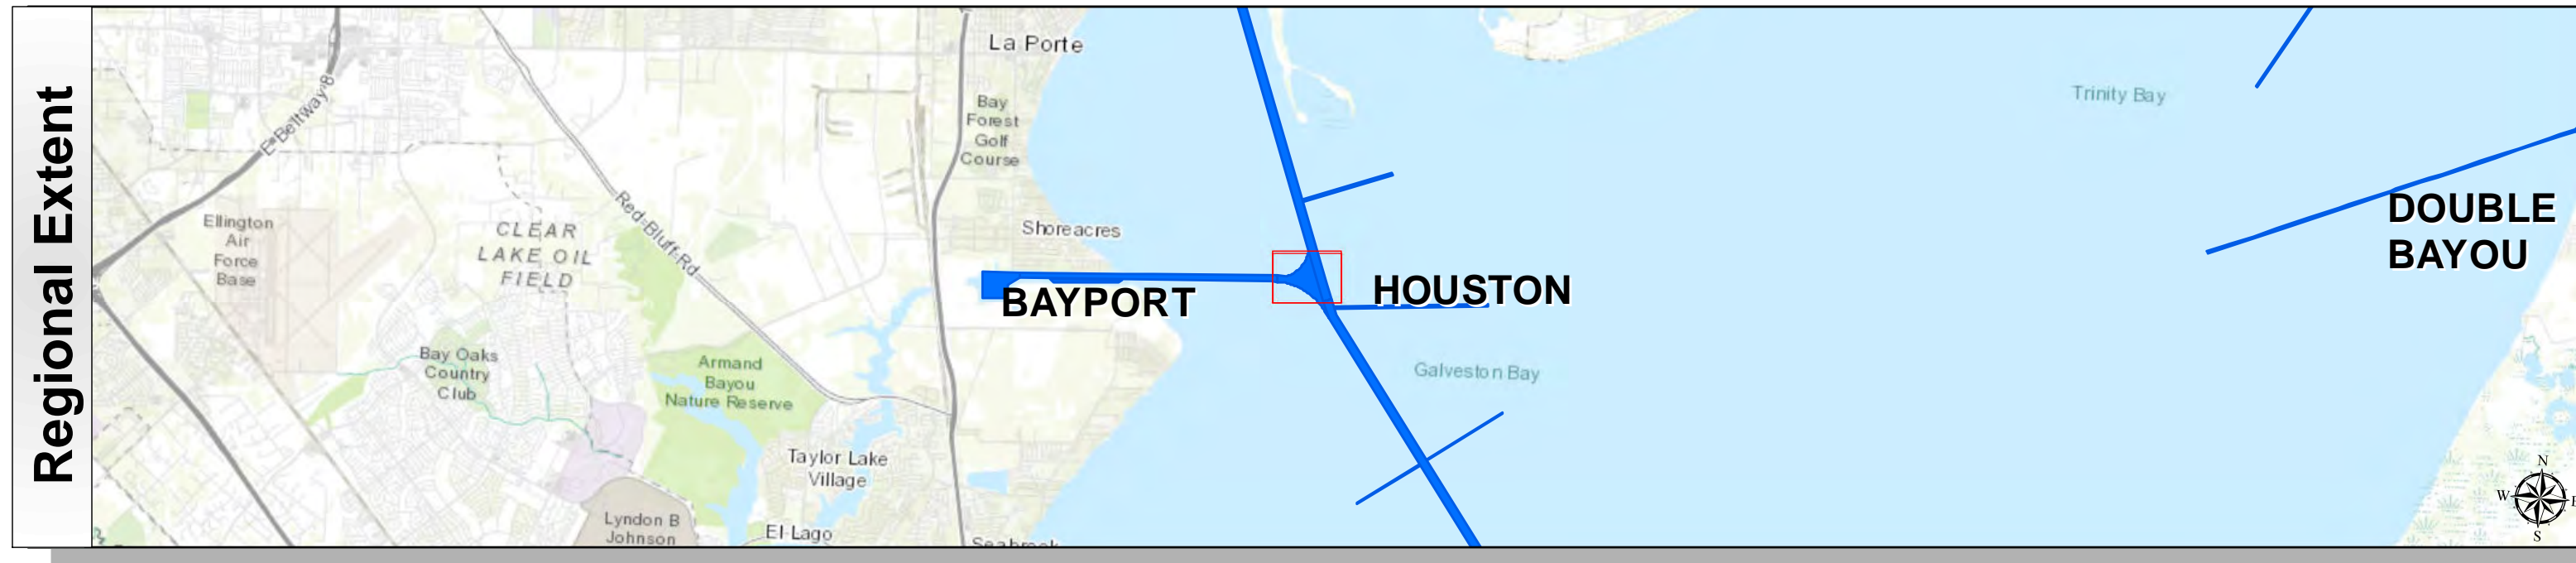 Regional Extent
La Porte
E Beltway 8
Bay
Forest
Golf
Course
Trinity Bay
Red Bluff Rd
Ellington
Air
Force
Base
CLEAR
LAKE OIL
FIELD
Shoreacres
DOUBLE
BAYOU
BAYPORT
HOUSTON
Bay Oaks
Country
Club
Armand
Bayou
Nature Reserve
Galveston Bay
Taylor Lake
Village
Lyndon B
Johnson
El Lago
Seabrook
N
W
S